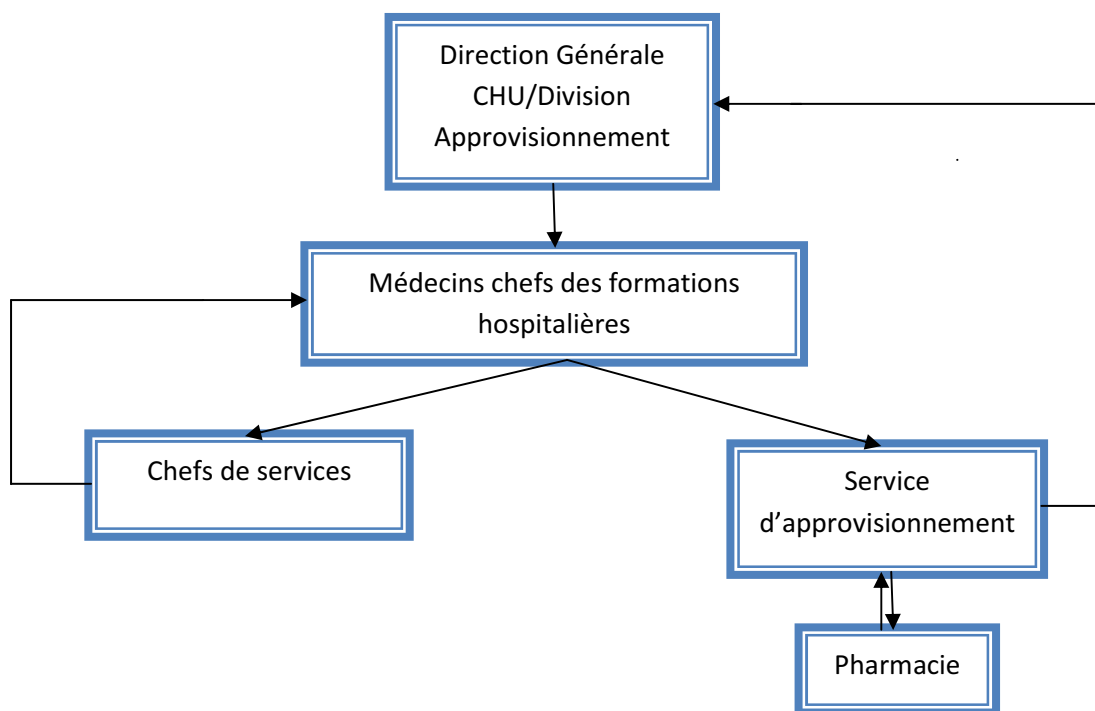 Direction Générale
CHU/Division
Approvisionnement
Médecins chefs des formations
hospitalières
Chefs de services
Service
d’approvisionnement
Pharmacie